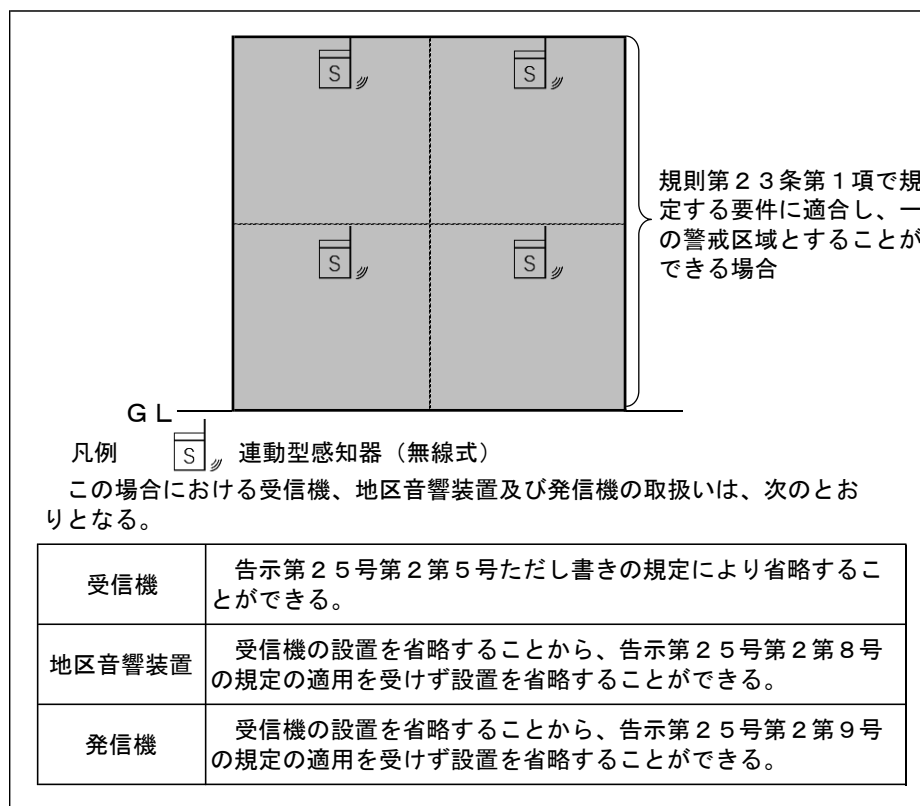 S
S
規則第２３条第１項で規
定する要件に適合し、一
の警戒区域とすることが
できる場合
S
S
ＧＬ
凡例 S 連動型感知器（無線式）
この場合における受信機、地区音響装置及び発信機の取扱いは、次のとお
りとなる。
受信機
告示第２５号第２第５号ただし書きの規定により省略するこ
とができる。
地区音響装置
受信機の設置を省略することから、告示第２５号第２第８号
の規定の適用を受けず設置を省略することができる。
発信機
受信機の設置を省略することから、告示第２５号第２第９号
の規定の適用を受けず設置を省略することができる。